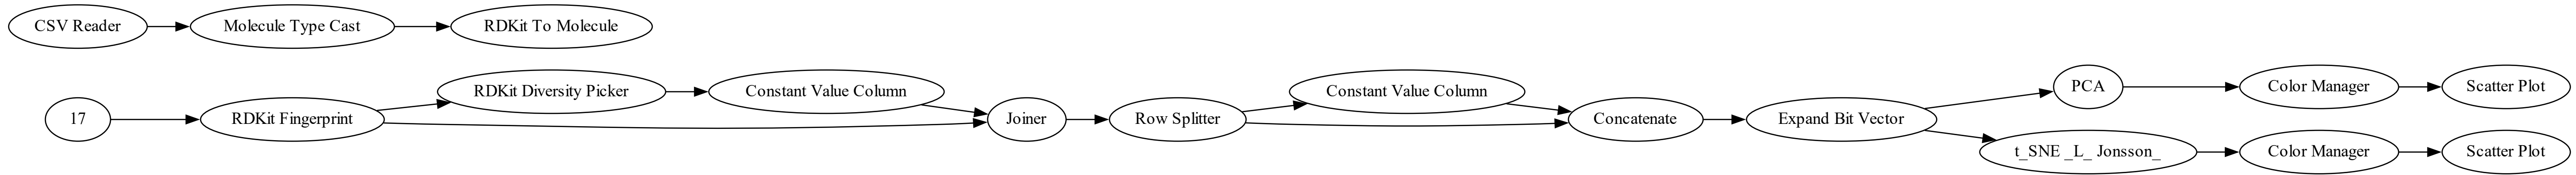 CSV Reader
Molecule Type Cast
RDKit To Molecule
17
RDKit Fingerprint
RDKit Diversity Picker
Constant Value Column
Joiner
Row Splitter
Constant Value Column
Concatenate
Expand Bit Vector
PCA
Color Manager
Scatter Plot
t_SNE _L_ Jonsson_
Color Manager
Scatter Plot